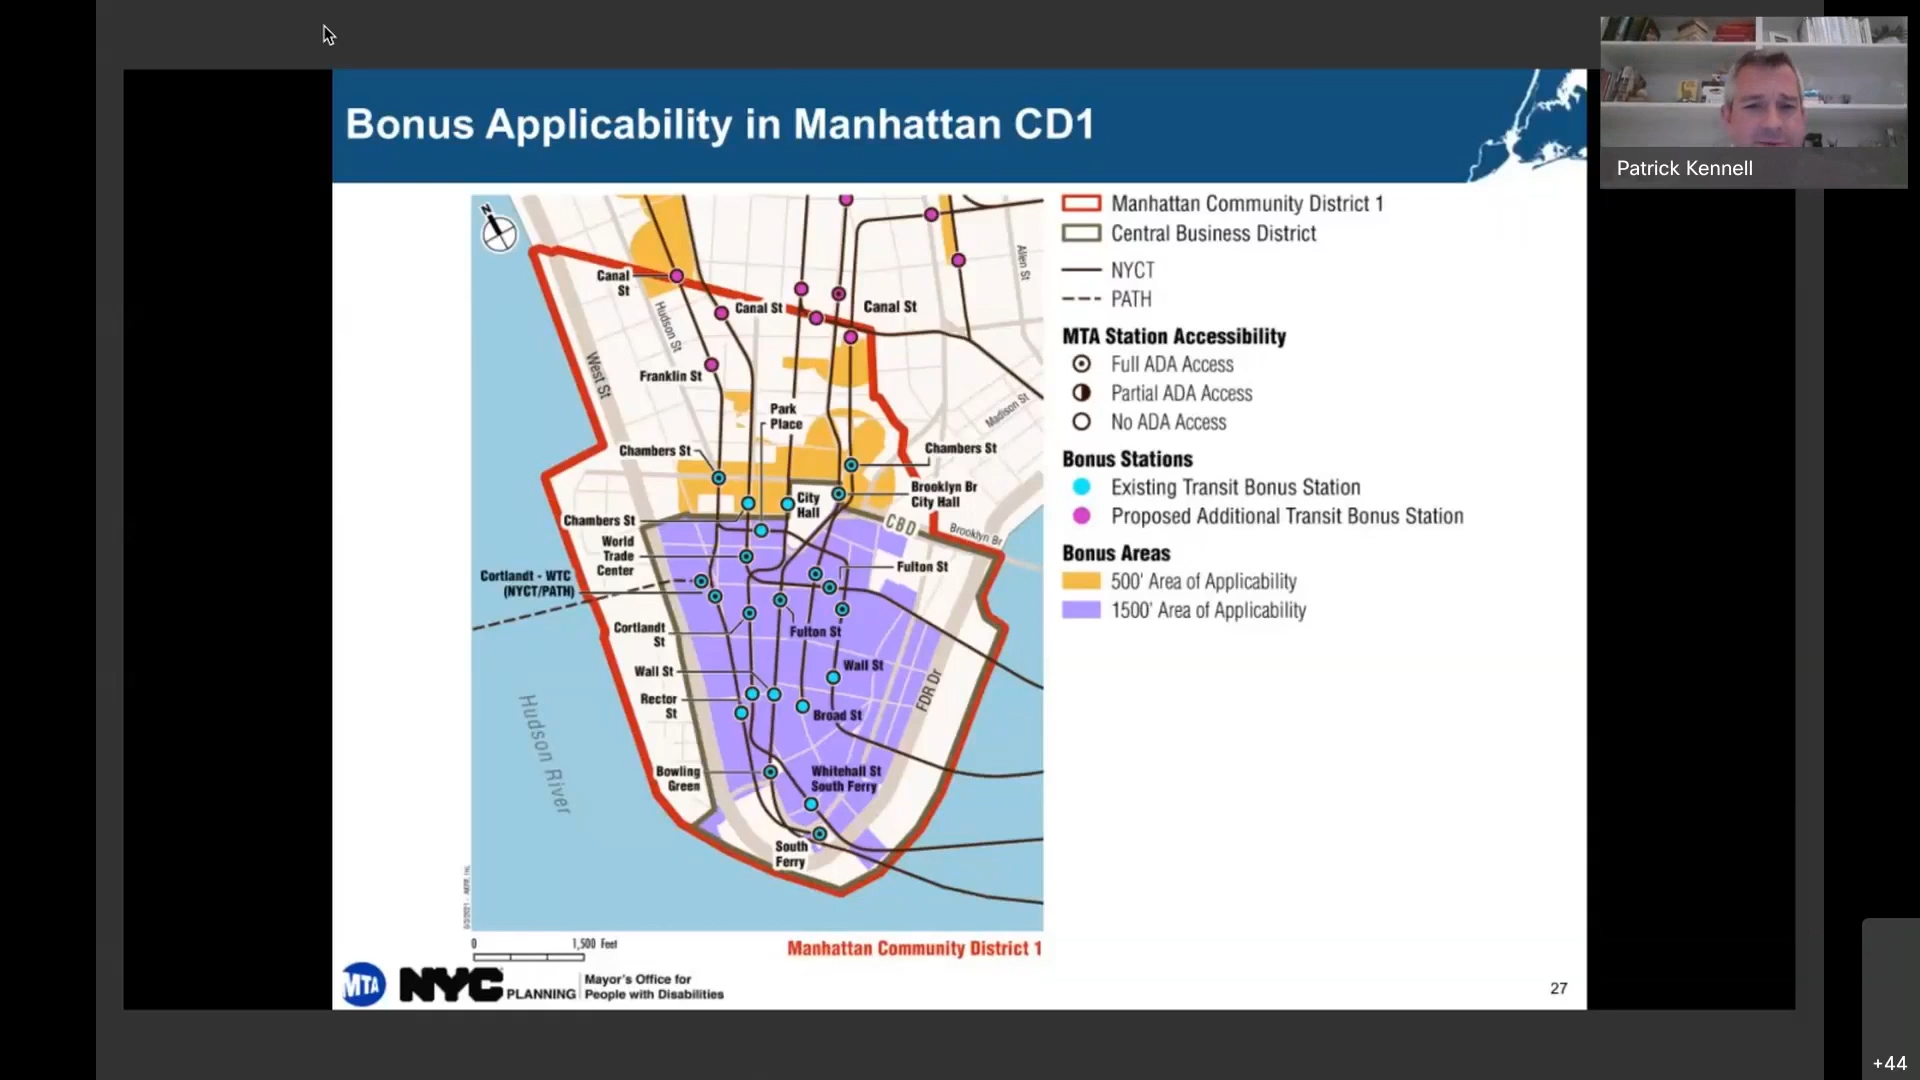 Bonus Applicability in Manhattan CD1
Patrick Kennell
N
Canal
St
Canal St
Canal St
Allen St
Hudson St
West St
Franklin St
Madison St
Park
Place
Chambers St
Chambers St
City
Hall
Brooklyn Br
City Hall
Chambers St
CBD
Brooklyn Br
World
Trade
Center
Cortlandt - WTC
(NYCT/PATH)
Fulton St
Cortlandt
St
Fulton St
Wall St
Wall St
Rector
St
FDR Dr
Broad St
Hudson River
Bowling
Green
Whitehall St
South Ferry
South
Ferry
0 1,500 Feet
Manhattan Community District 1
Manhattan Community District 1
Central Business District
NYCT
PATH
MTA Station Accessibility
Full ADA Access
Partial ADA Access
No ADA Access
Bonus Stations
Existing Transit Bonus Station
Proposed Additional Transit Bonus Station
Bonus Areas
500' Area of Applicability
1500' Area of Applicability
MTA
NYC PLANNING
Mayor's Office for
People with Disabilities
27
+44